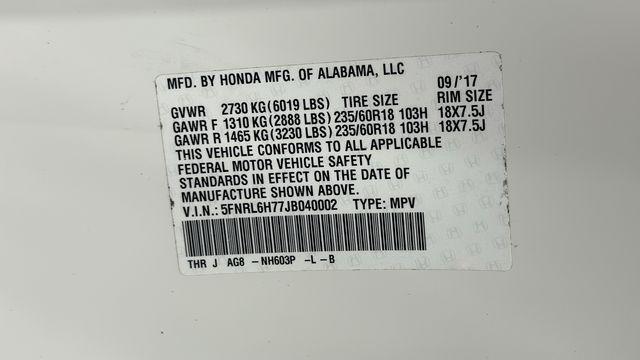 MFD. BY HONDA MFG. OF ALABAMA, LLC 09/'17
GVWR 2730 KG(6019 LBS) TIRE SIZE RIM SIZE
GAWR F 1310 KG(2888 LBS) 235/60R18 103H 18X7.5J
GAWR R 1465 KG(3230 LBS) 235/60R18 103H 18X7.5J
THIS VEHICLE CONFORMS TO ALL APPLICABLE
FEDERAL MOTOR VEHICLE SAFETY
STANDARDS IN EFFECT ON THE DATE OF
MANUFACTURE SHOWN ABOVE.
V.I.N.: 5FNRL6H77JB040002 TYPE: MPV
THR J AG8 -NH603P -L-B